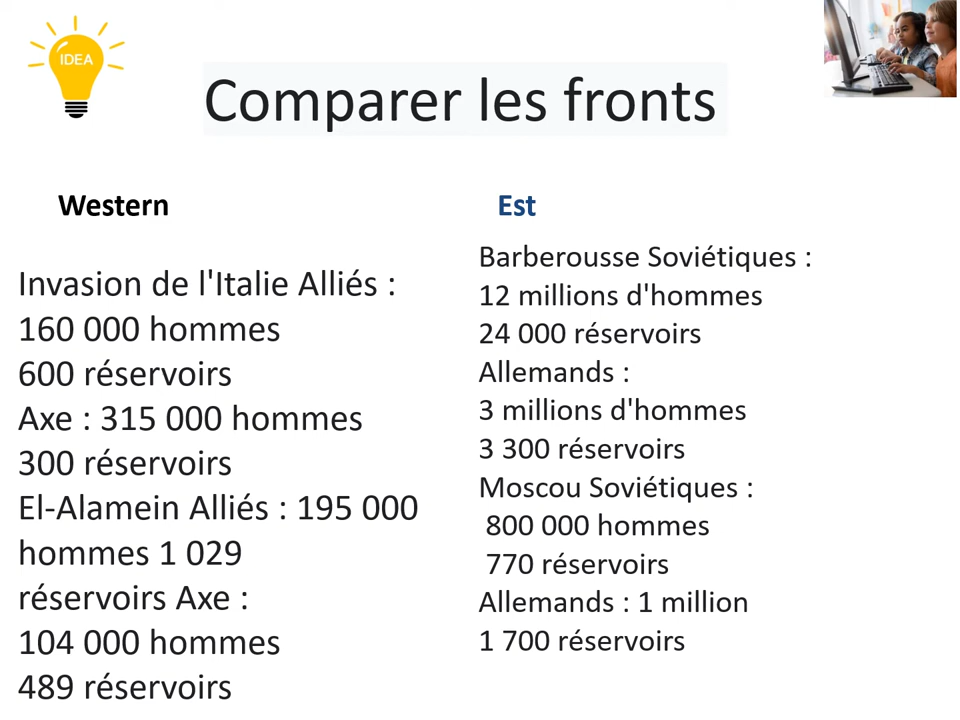 IDEA
Comparer les fronts
Western
Invasion de l'Italie Alliés :
160 000 hommes
600 réservoirs
Axe : 315 000 hommes
300 réservoirs
El-Alamein Alliés : 195 000
hommes 1 029
réservoirs Axe :
104 000 hommes
489 réservoirs
Est
Barberousse Soviétiques :
12 millions d'hommes
24 000 réservoirs
Allemands :
3 millions d'hommes
3 300 réservoirs
Moscou Soviétiques :
800 000 hommes
770 réservoirs
Allemands : 1 million
1 700 réservoirs